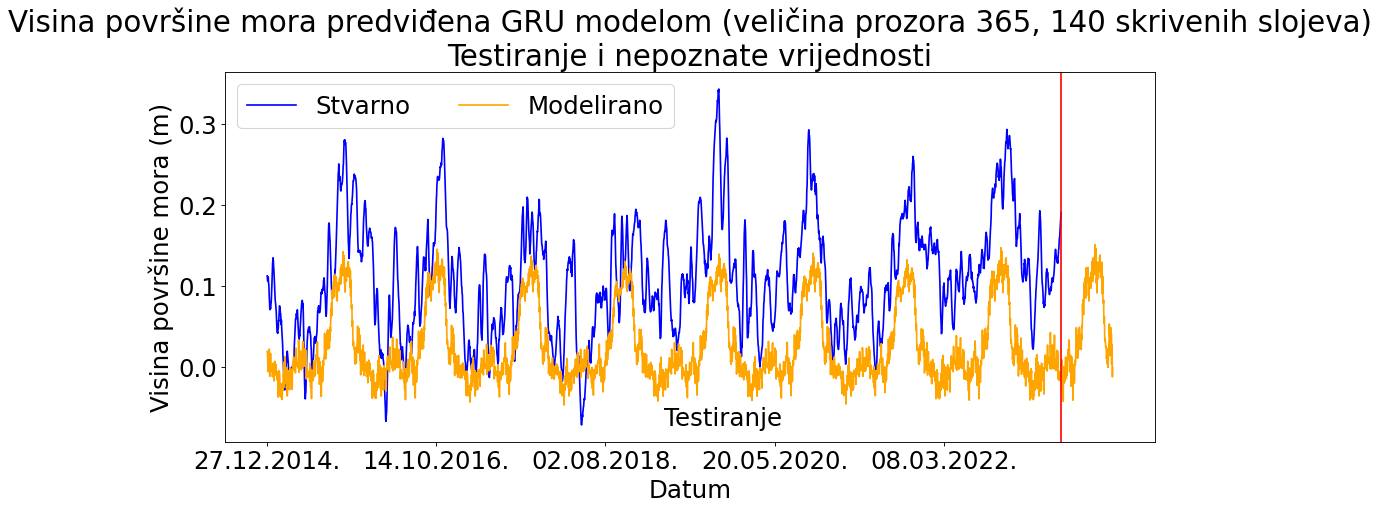 Visina površine mora predviđena GRU modelom (veličina prozora 365, 140 skrivenih slojeva)
Testiranje i nepoznate vrijednosti
Stvarno
Modelirano
Visina površine mora (m)
0.3
0.2
0.1
0.0
Testiranje
27.12.2014.
14.10.2016.
02.08.2018.
20.05.2020.
08.03.2022.
Datum